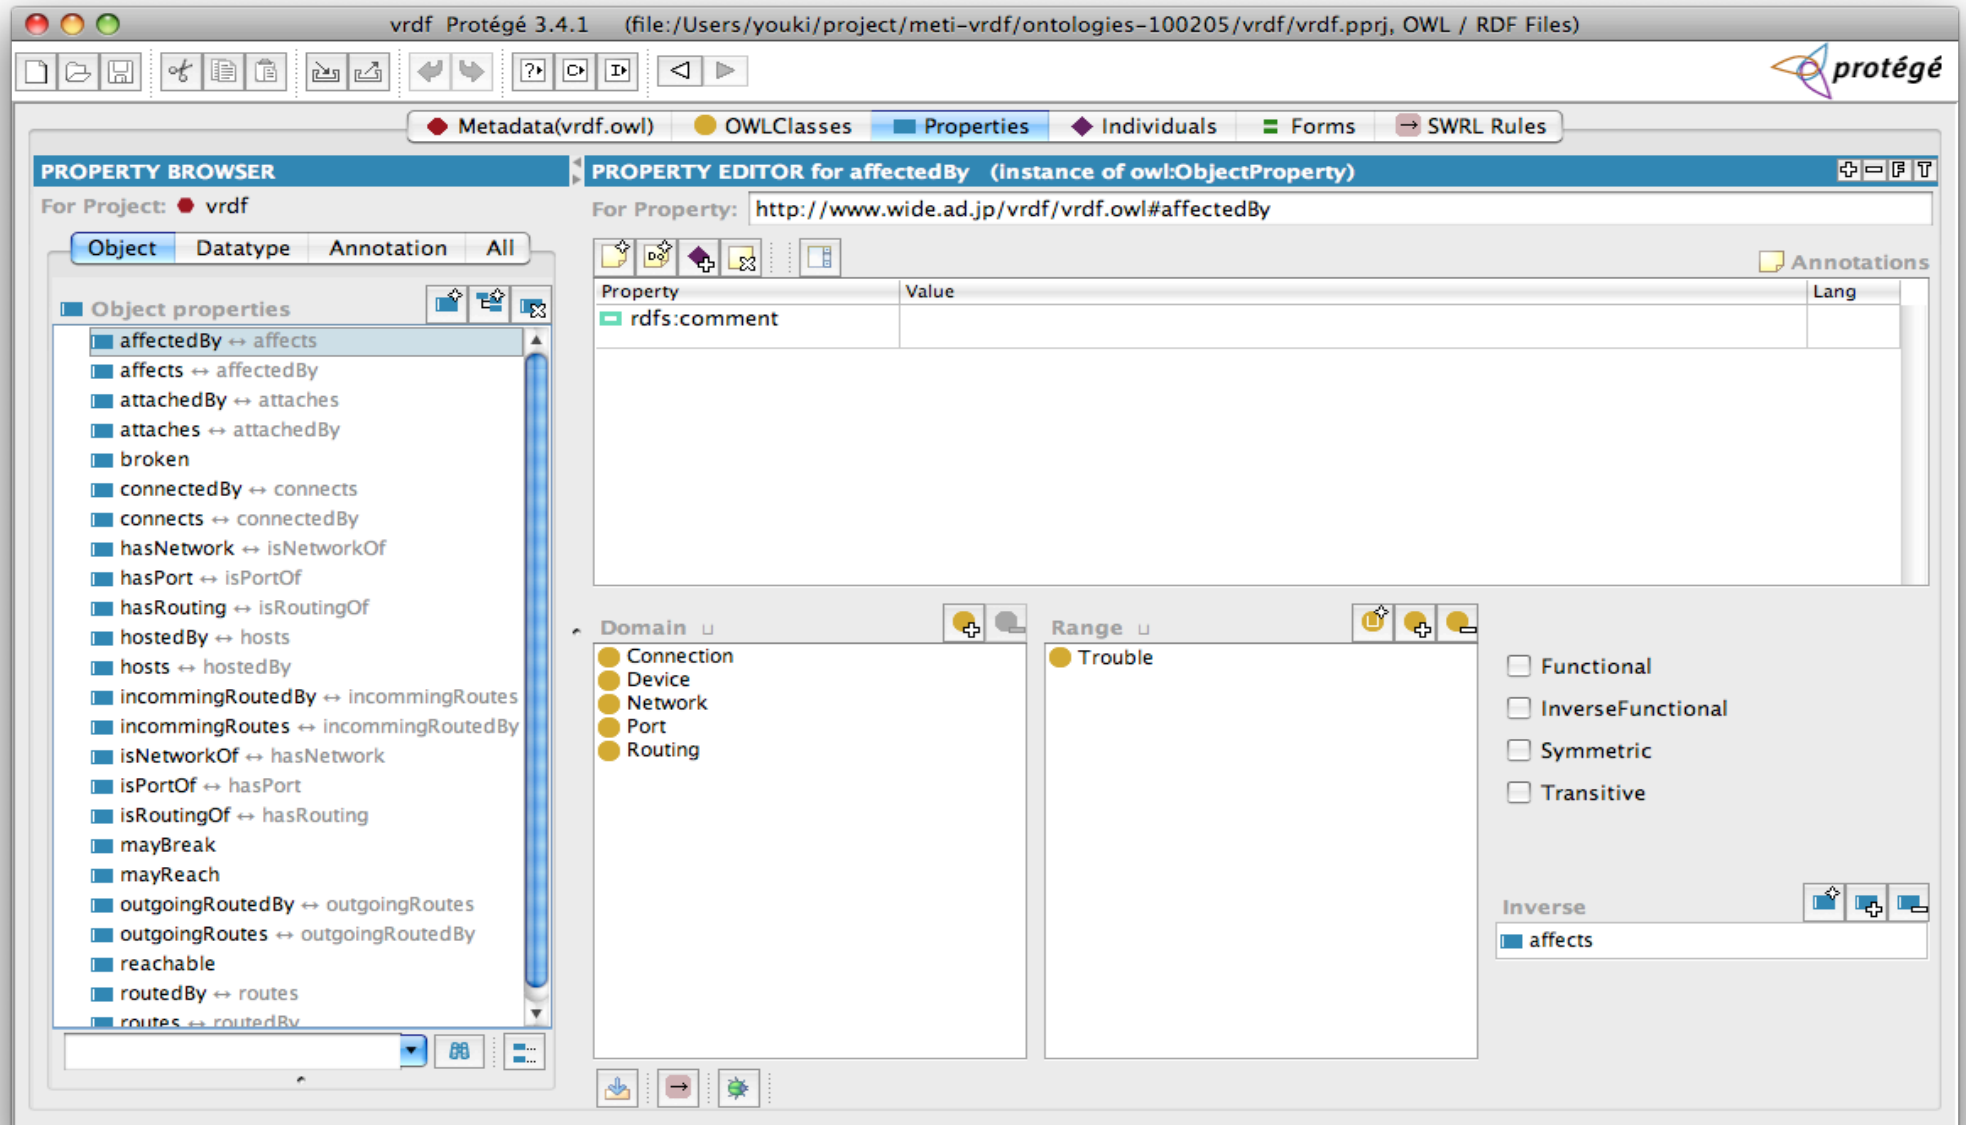 vrdf  Protégé 3.4.1    (file:/Users/youki/project/meti-vrdf/ontologies-100205/vrdf/vrdf.pprj, OWL / RDF Files)
protégé
Metadata(vrdf.owl)  OWLClasses  Properties  Individuals  Forms  SWRL Rules
PROPERTY BROWSER
For Project: vrdf
Object  Datatype  Annotation  All
Object properties
affectedBy ↔ affects
affects ↔ affectedBy
attachedBy ↔ attaches
attaches ↔ attachedBy
broken
connectedBy ↔ connects
connects ↔ connectedBy
hasNetwork ↔ isNetworkOf
hasPort ↔ isPortOf
hasRouting ↔ isRoutingOf
hostedBy ↔ hosts
hosts ↔ hostedBy
incommingRoutedBy ↔ incommingRoutes
incommingRoutes ↔ incommingRoutedBy
isNetworkOf ↔ hasNetwork
isPortOf ↔ hasPort
isRoutingOf ↔ hasRouting
mayBreak
mayReach
outgoingRoutedBy ↔ outgoingRoutes
outgoingRoutes ↔ outgoingRoutedBy
reachable
routedBy ↔ routes
routes ↔ routedBy
PROPERTY EDITOR for affectedBy   (instance of owl:ObjectProperty)
F T
For Property: http://www.wide.ad.jp/vrdf/vrdf.owl#affectedBy
Annotations
Property  Value  Lang
rdfs:comment
Domain ⊔
Connection
Device
Network
Port
Routing
Range ⊔
Trouble
Functional
InverseFunctional
Symmetric
Transitive
Inverse
affects